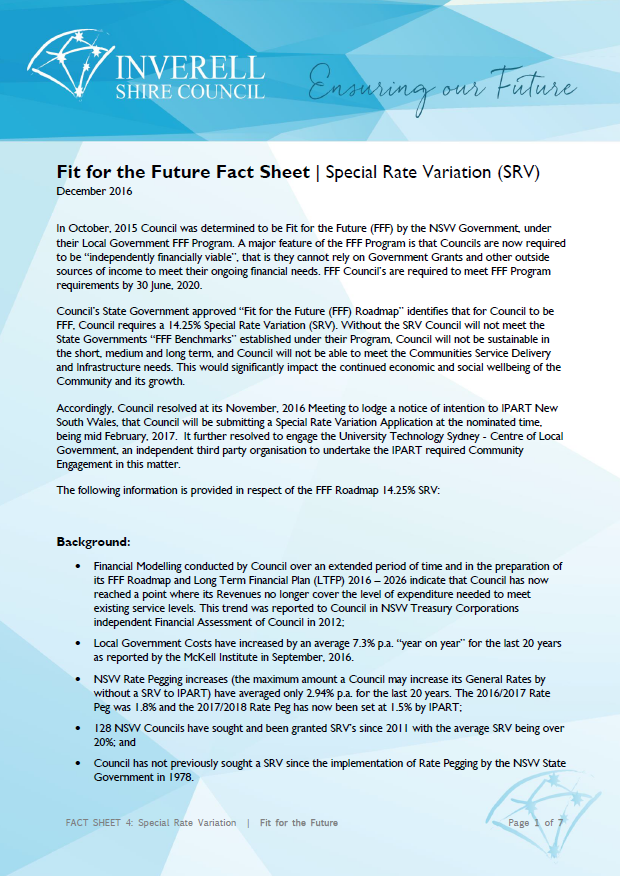 INVERELL
SHIRE COUNCIL
Ensuring our Future
Fit for the Future Fact Sheet | Special Rate Variation (SRV)
December 2016
In October, 2015 Council was determined to be Fit for the Future (FFF) by the NSW Government, under
their Local Government FFF Program. A major feature of the FFF Program is that Councils are now required
to be “independently financially viable”, that is they cannot rely on Government Grants and other outside
sources of income to meet their ongoing financial needs. FFF Council’s are required to meet FFF Program
requirements by 30 June, 2020.
Council’s State Government approved “Fit for the Future (FFF) Roadmap” identifies that for Council to be
FFF, Council requires a 14.25% Special Rate Variation (SRV). Without the SRV Council will not meet the
State Governments “FFF Benchmarks” established under their Program, Council will not be sustainable in
the short, medium and long term, and Council will not be able to meet the Communities Service Delivery
and Infrastructure needs. This would significantly impact the continued economic and social wellbeing of the
Community and its growth.
Accordingly, Council resolved at its November, 2016 Meeting to lodge a notice of intention to IPART New
South Wales, that Council will be submitting a Special Rate Variation Application at the nominated time,
being mid February, 2017. It further resolved to engage the University Technology Sydney - Centre of Local
Government, an independent third party organisation to undertake the IPART required Community
Engagement in this matter.
The following information is provided in respect of the FFF Roadmap 14.25% SRV:
Background:
• Financial Modelling conducted by Council over an extended period of time and in the preparation of
its FFF Roadmap and Long Term Financial Plan (LTFP) 2016 – 2026 indicate that Council has now
reached a point where its Revenues no longer cover the level of expenditure needed to meet
existing service levels. This trend was reported to Council in NSW Treasury Corporations
independent Financial Assessment of Council in 2012;
• Local Government Costs have increased by an average 7.3% p.a. “year on year” for the last 20 years
as reported by the McKell Institute in September, 2016.
• NSW Rate Pegging increases (the maximum amount a Council may increase its General Rates by
without a SRV to IPART) have averaged only 2.94% p.a. for the last 20 years. The 2016/2017 Rate
Peg was 1.8% and the 2017/2018 Rate Peg has now been set at 1.5% by IPART;
• 128 NSW Councils have sought and been granted SRV’s since 2011 with the average SRV being over
20%; and
• Council has not previously sought a SRV since the implementation of Rate Pegging by the NSW State
Government in 1978.
FACT SHEET 4: Special Rate Variation | Fit for the Future Page 1 of 7